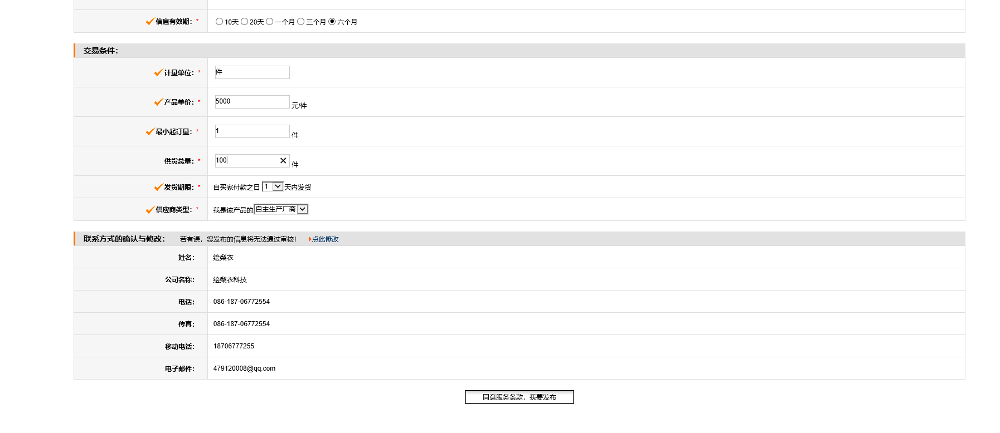 信息有效期：* 10天 20天 一个月 三个月 六个月
交易条件：
计量单位：* 件
产品单价：* 5000 元/件
最小起订量：* 1 件
供货总量：* 100 件
发货期限：* 自买家付款之日 1 天内发货
供应商类型：* 我是该产品的 自主生产厂商
联系方式的确认与修改： 若有误，您发布的信息将无法通过审核！ 点此修改
姓名： 绘梨衣
公司名称： 绘梨衣科技
电话： 086-187-06772554
传真： 086-187-06772554
移动电话： 18706777255
电子邮件： 479120008@qq.com
同意服务条款，我要发布